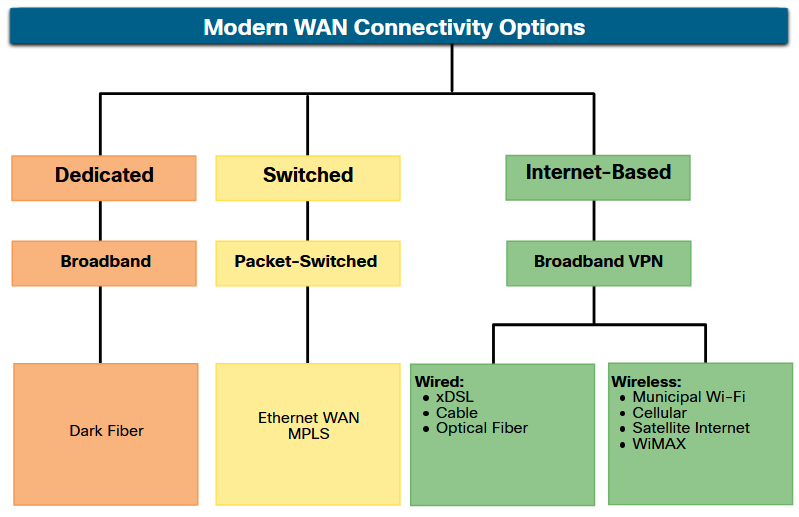 Modern WAN Connectivity Options
Dedicated
Switched
Internet-Based
Broadband
Packet-Switched
Broadband VPN
Dark Fiber
Ethernet WAN
MPLS
Wired:
• xDSL
• Cable
• Optical Fiber
Wireless:
• Municipal Wi-Fi
• Cellular
• Satellite Internet
• WiMAX